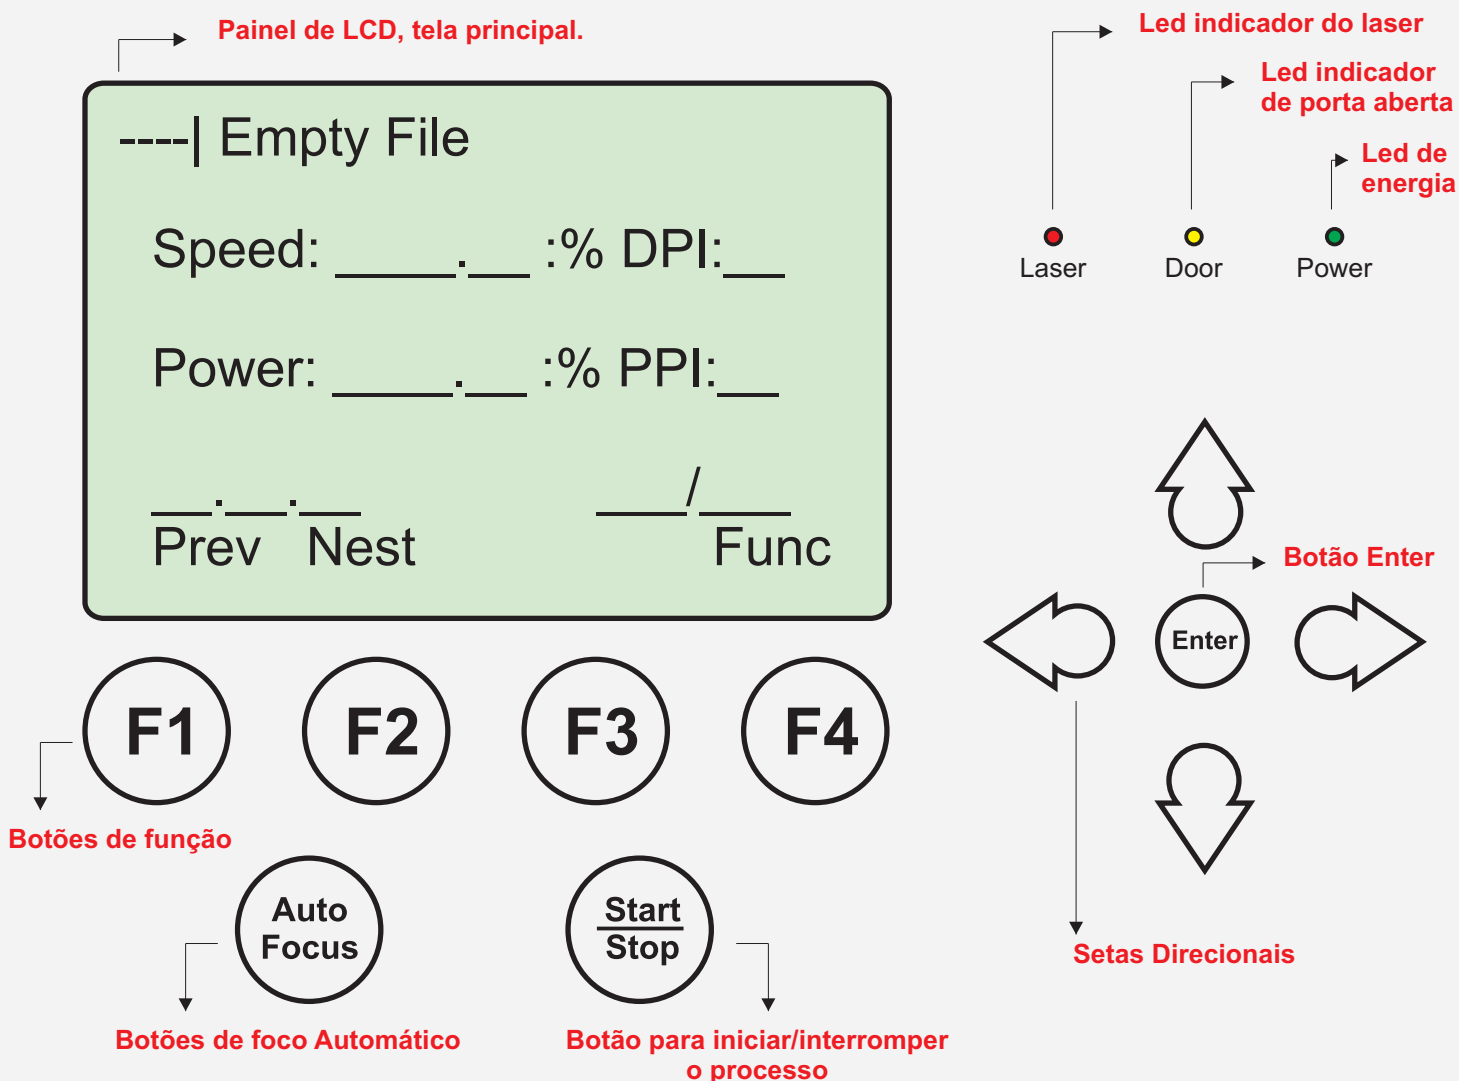 Painel de LCD, tela principal.
Led indicador do laser
Led indicador
de porta aberta
Led de
energia
----| Empty File
Speed: ____.__ :% DPI:__
Power: ____.__ :% PPI:__
__.__.__ ___/___
Prev Nest Func
Laser Door Power
Botão Enter
Enter
F1 F2 F3 F4
Botões de função
Auto
Focus
Start
Stop
Setas Direcionais
Botões de foco Automático
Botão para iniciar/interromper
o processo